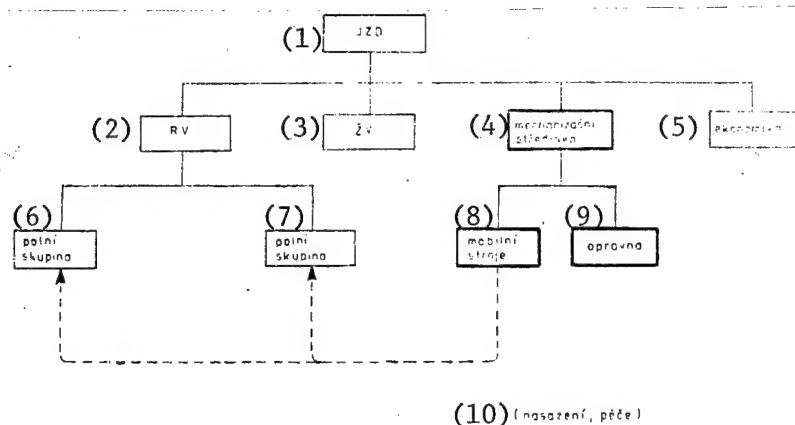 (1) JZD
(2) RV
(3) ŽV
(4) mechanizační
střediska
(5) ekonomika
(6) polní
skupina
(7) polní
skupina
(8) mobilní
stroje
(9) opravna
(10) (nasazení, péče)